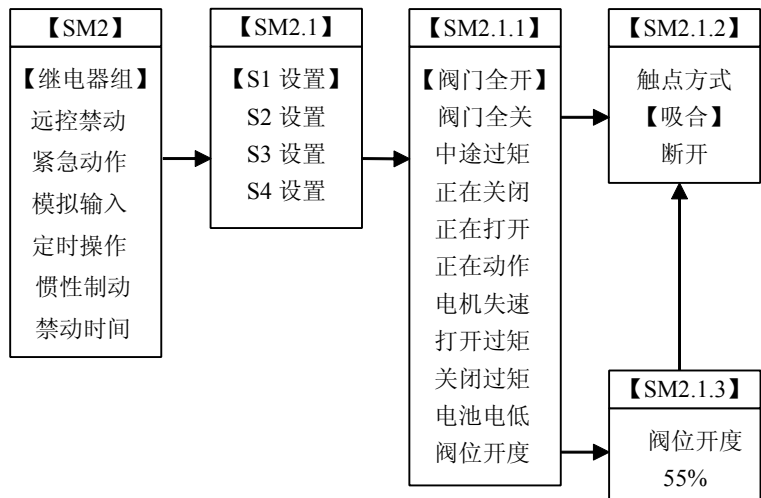 【SM2】
【继电器组】
远控禁动
紧急动作
模拟输入
定时操作
惯性制动
禁动时间
【SM2.1】
【S1 设置】
S2 设置
S3 设置
S4 设置
【SM2.1.1】
【阀门全开】
阀门全关
中途过矩
正在关闭
正在打开
正在动作
电机失速
打开过矩
关闭过矩
电池电低
阀位开度
【SM2.1.2】
触点方式
【吸合】
断开
【SM2.1.3】
阀位开度
55%